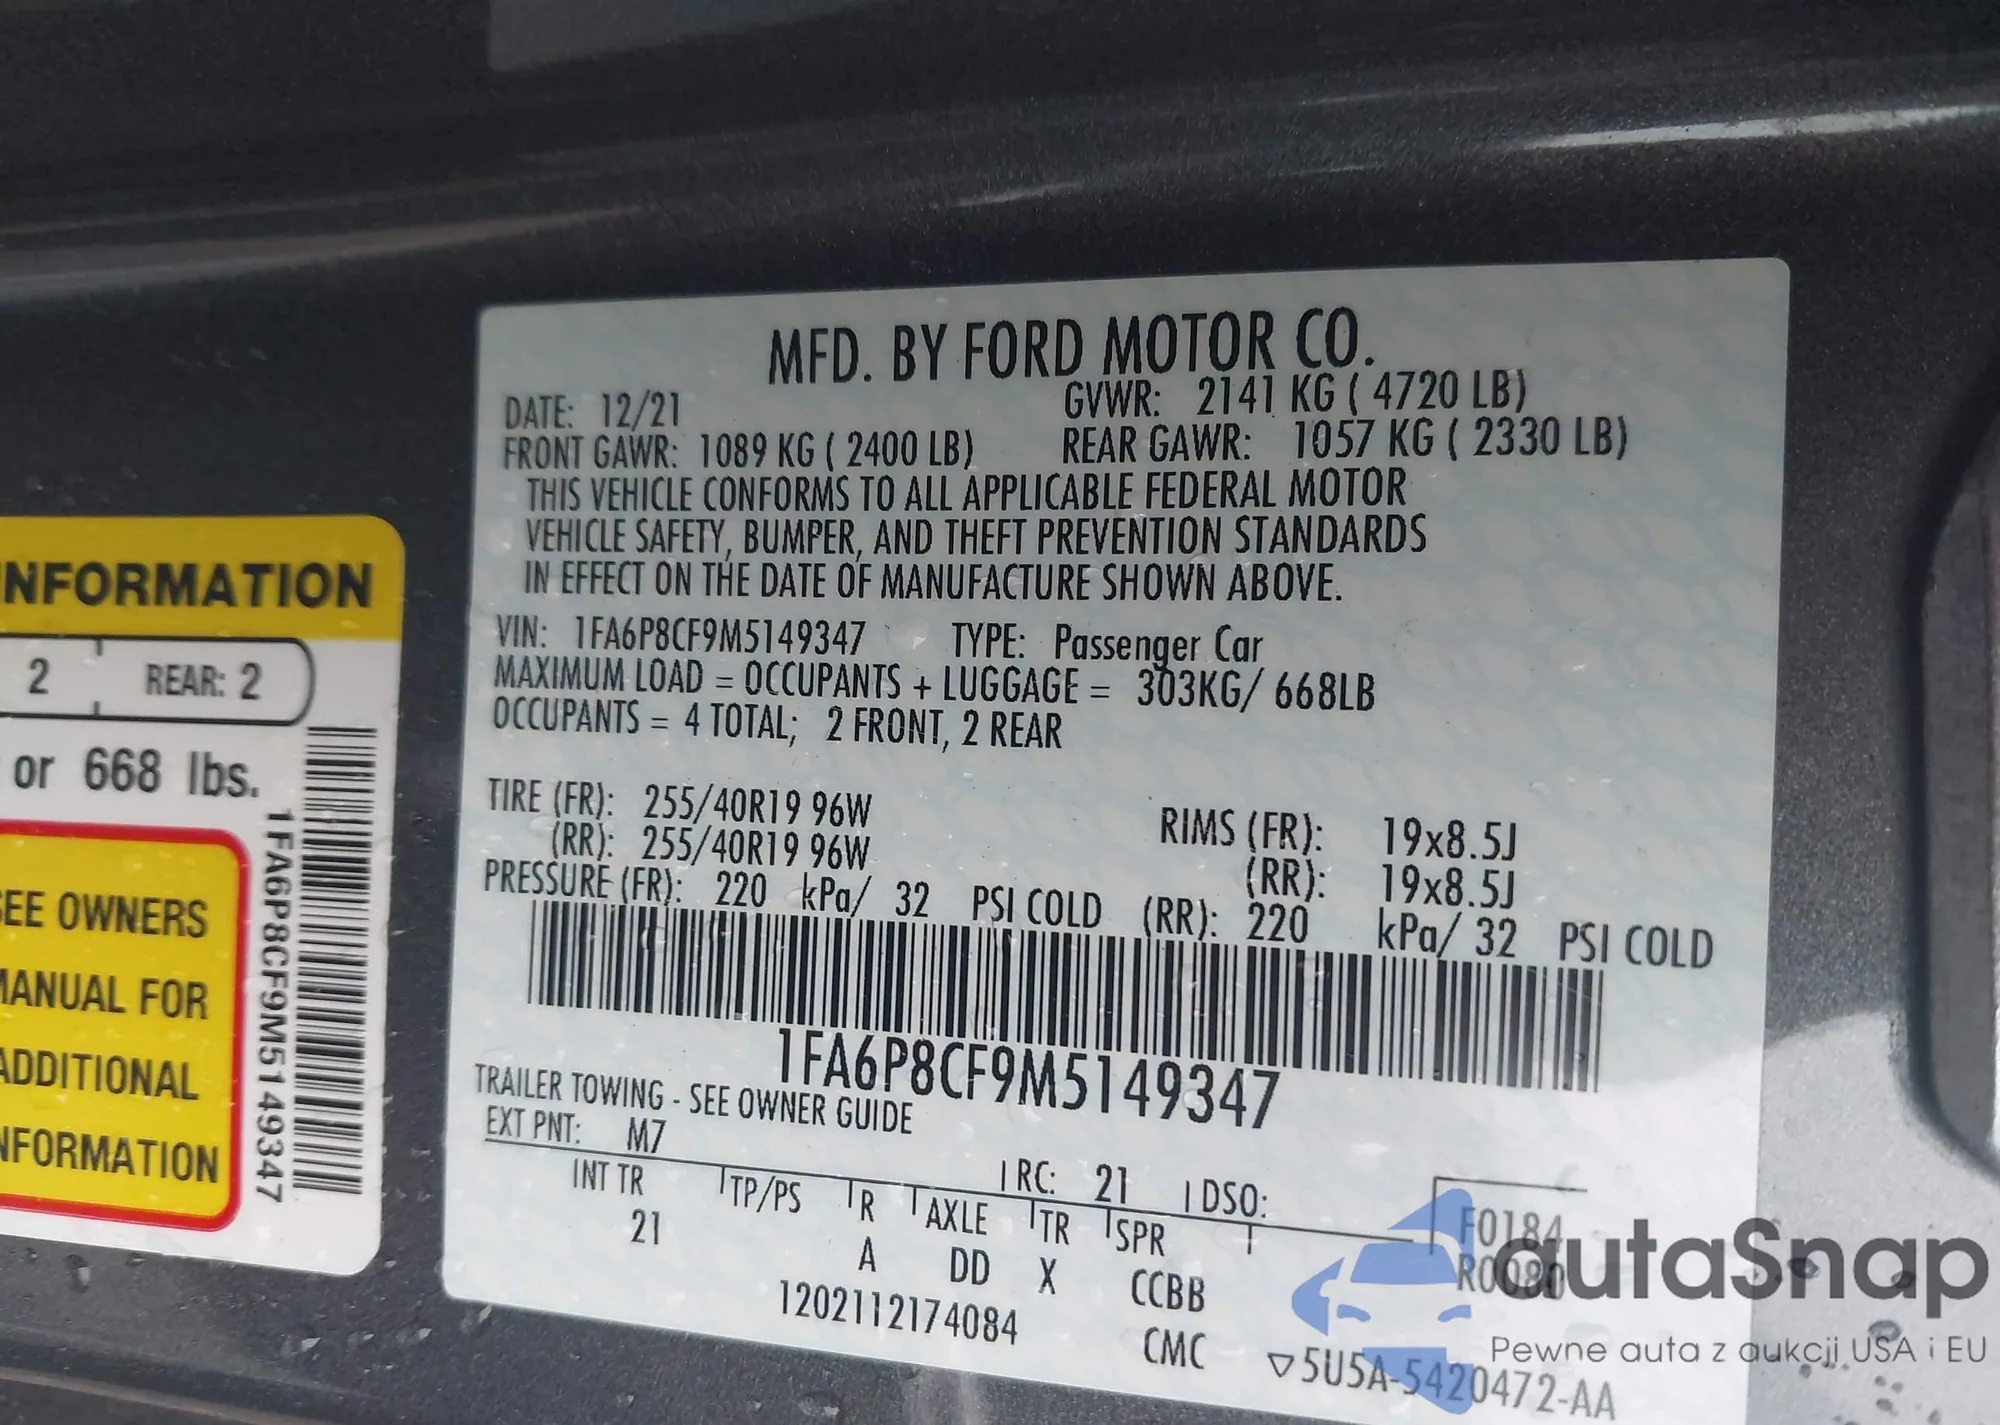 MFD. BY FORD MOTOR CO.
DATE: 12/21 GVWR: 2141 KG ( 4720 LB)
FRONT GAWR: 1089 KG ( 2400 LB) REAR GAWR: 1057 KG ( 2330 LB)
THIS VEHICLE CONFORMS TO ALL APPLICABLE FEDERAL MOTOR
VEHICLE SAFETY, BUMPER, AND THEFT PREVENTION STANDARDS
IN EFFECT ON THE DATE OF MANUFACTURE SHOWN ABOVE.
VIN: 1FA6P8CF9M5149347 TYPE: Passenger Car
MAXIMUM LOAD = OCCUPANTS + LUGGAGE = 303KG/ 668LB
OCCUPANTS = 4 TOTAL; 2 FRONT, 2 REAR
TIRE (FR): 255/40R19 96W RIMS (FR): 19x8.5J
(RR): 255/40R19 96W (RR): 19x8.5J
PRESSURE (FR): 220 kPa/ 32 PSI COLD (RR): 220 kPa/ 32 PSI COLD
1FA6P8CF9M5149347
TRAILER TOWING - SEE OWNER GUIDE
EXT PNT: M7 RC: 21 DSO:
INT TR TP/PS R AXLE TR SPR
21 A DD X CCBB
F0184
R0080
1202112174084 CMC
▽5U5A-5420472-AA
NFORMATION
2 REAR: 2
or 668 lbs.
SEE OWNERS
MANUAL FOR
ADDITIONAL
NFORMATION
1FA6P8CF9M5149347
autaSnap
Pewne auta z aukcji USA i EU